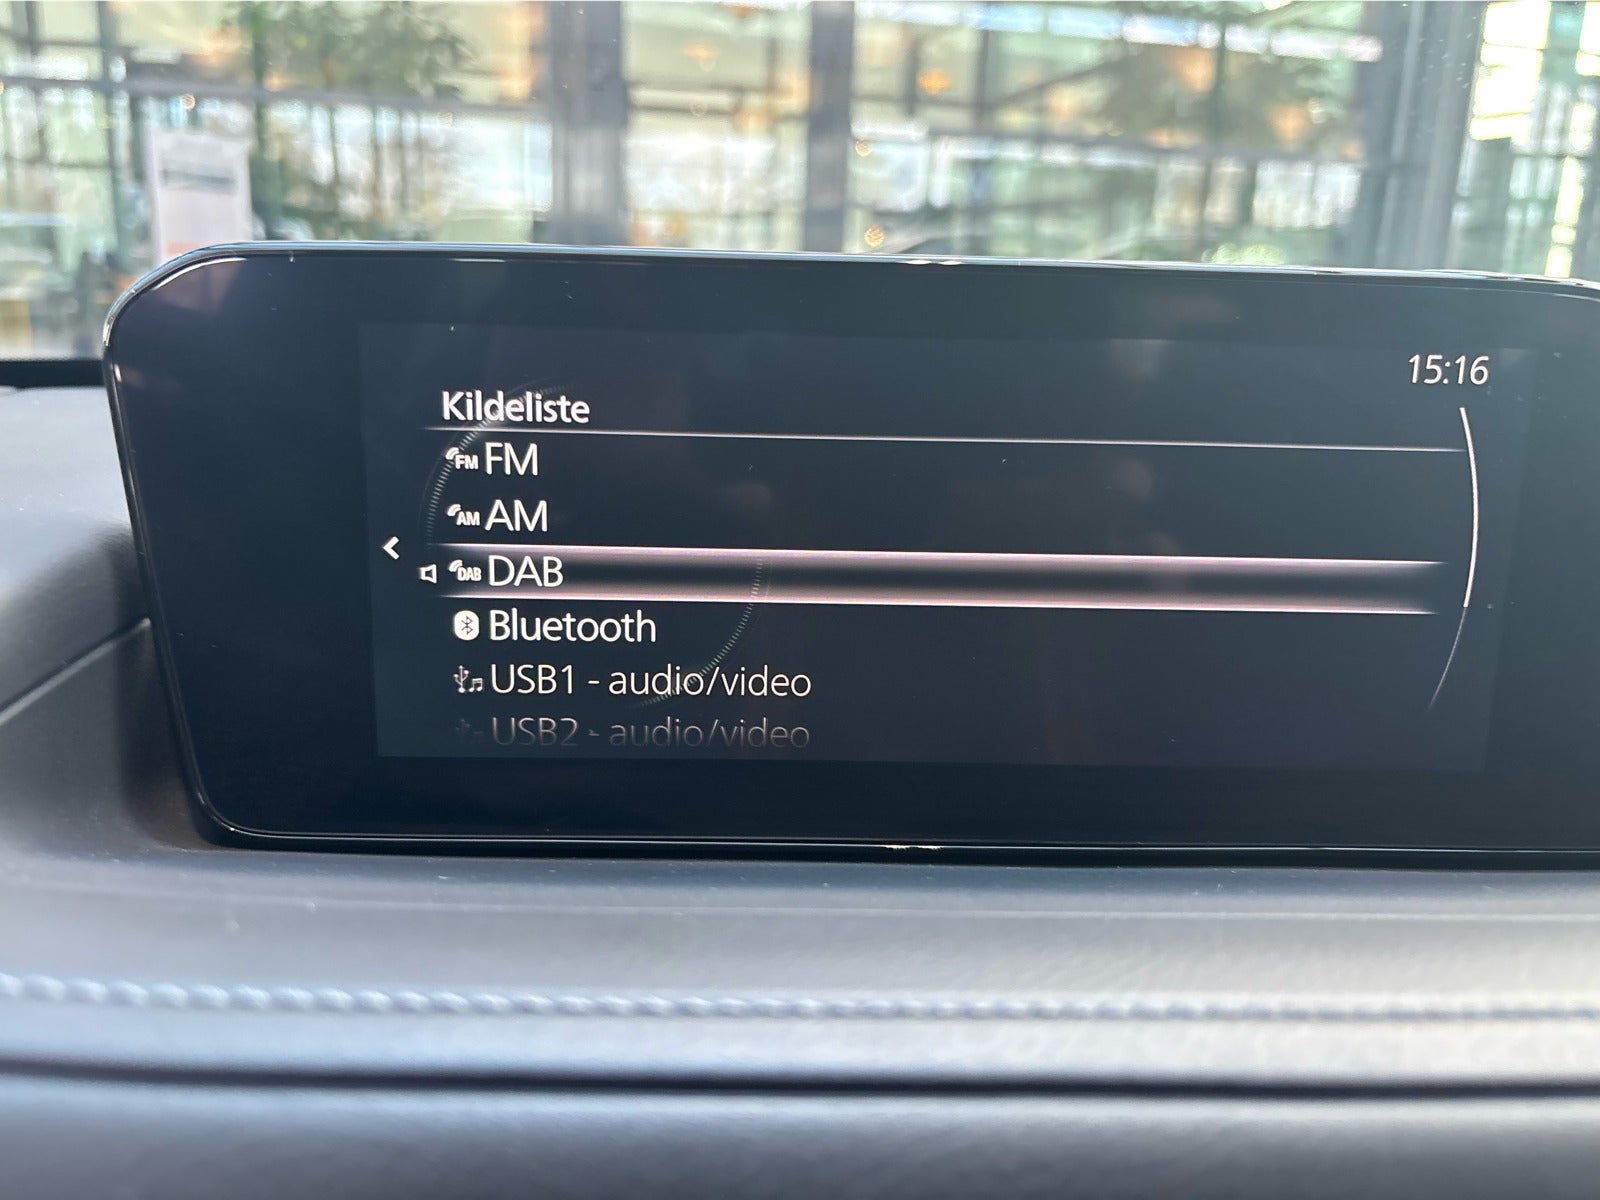 15:16
Kildeliste
FM FM
AM AM
DAB DAB
Bluetooth
USB1 - audio/video
USB2 - audio/video